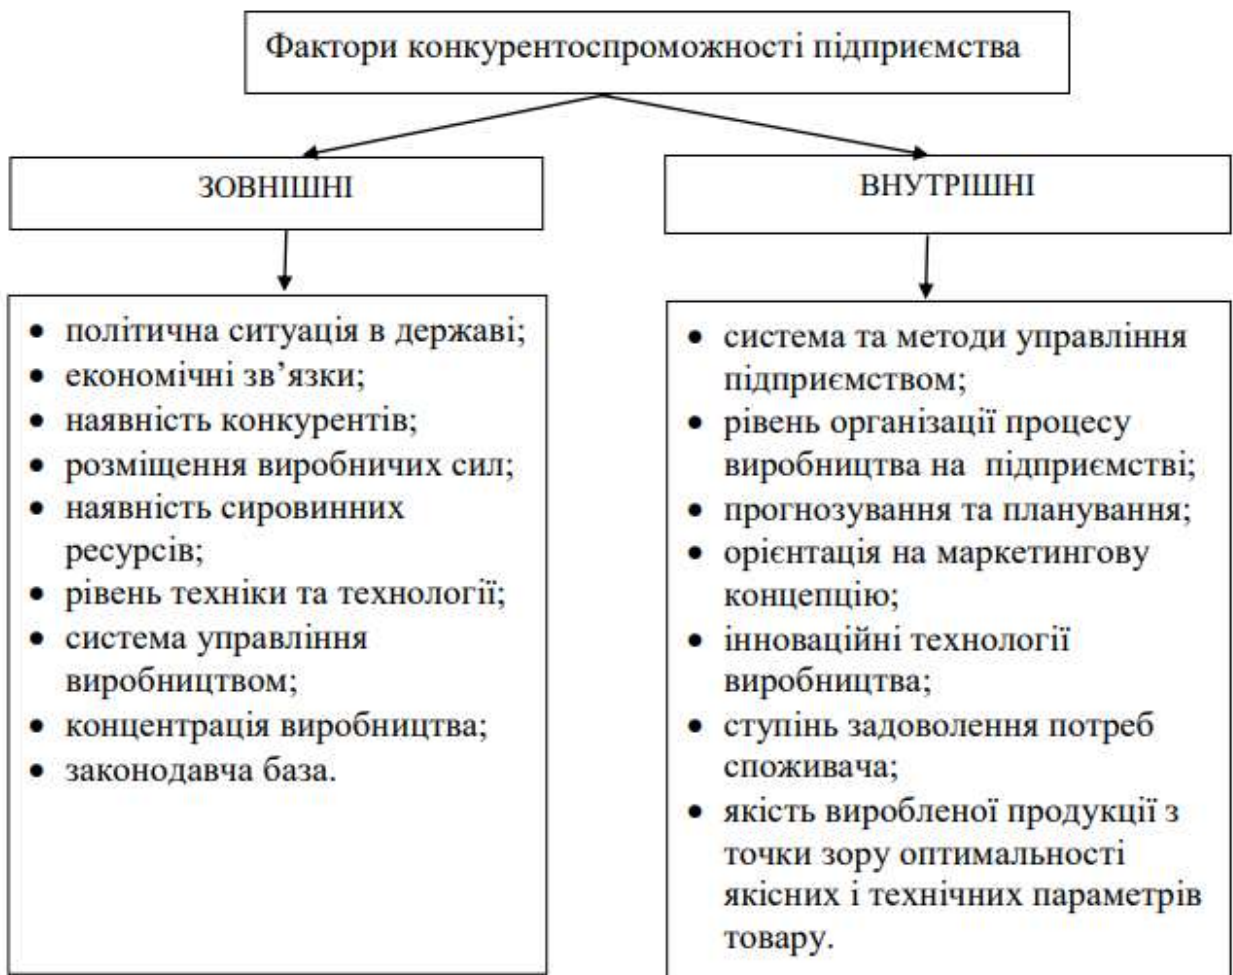 Фактори конкурентоспроможності підприємства
ЗОВНІШНІ
• політична ситуація в державі;
• економічні зв’язки;
• наявність конкурентів;
• розміщення виробничих сил;
• наявність сировинних
ресурсів;
• рівень техніки та технології;
• система управління
виробництвом;
• концентрація виробництва;
• законодавча база.
ВНУТРІШНІ
• система та методи управління
підприємством;
• рівень організації процесу
виробництва на підприємстві;
• прогнозування та планування;
• орієнтація на маркетингову
концепцію;
• інноваційні технології
виробництва;
• ступінь задоволення потреб
споживача;
• якість виробленої продукції з
точки зору оптимальності
якісних і технічних параметрів
товару.